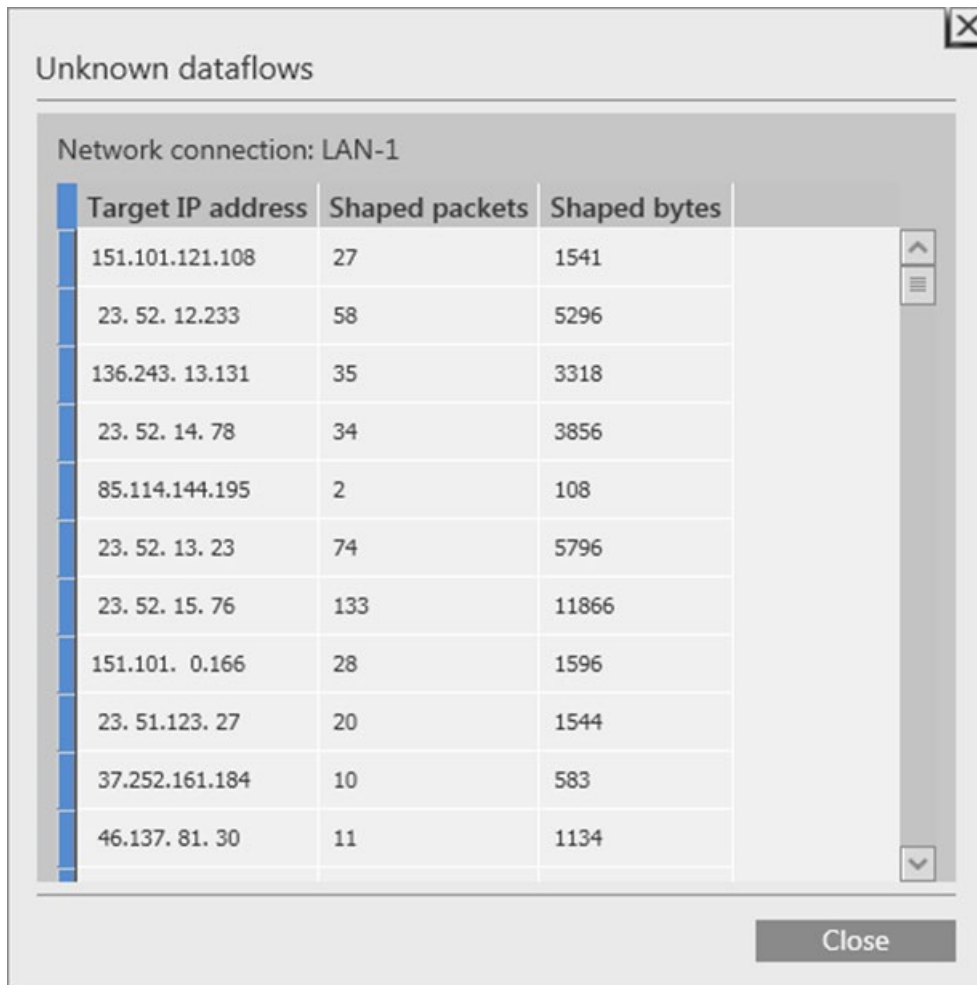 Unknown dataflows
Network connection: LAN-1
Target IP address Shaped packets Shaped bytes
151.101.121.108 27 1541
23. 52. 12.233 58 5296
136.243. 13.131 35 3318
23. 52. 14. 78 34 3856
85.114.144.195 2 108
23. 52. 13. 23 74 5796
23. 52. 15. 76 133 11866
151.101.  0.166 28 1596
23. 51.123. 27 20 1544
37.252.161.184 10 583
46.137. 81. 30 11 1134
Close